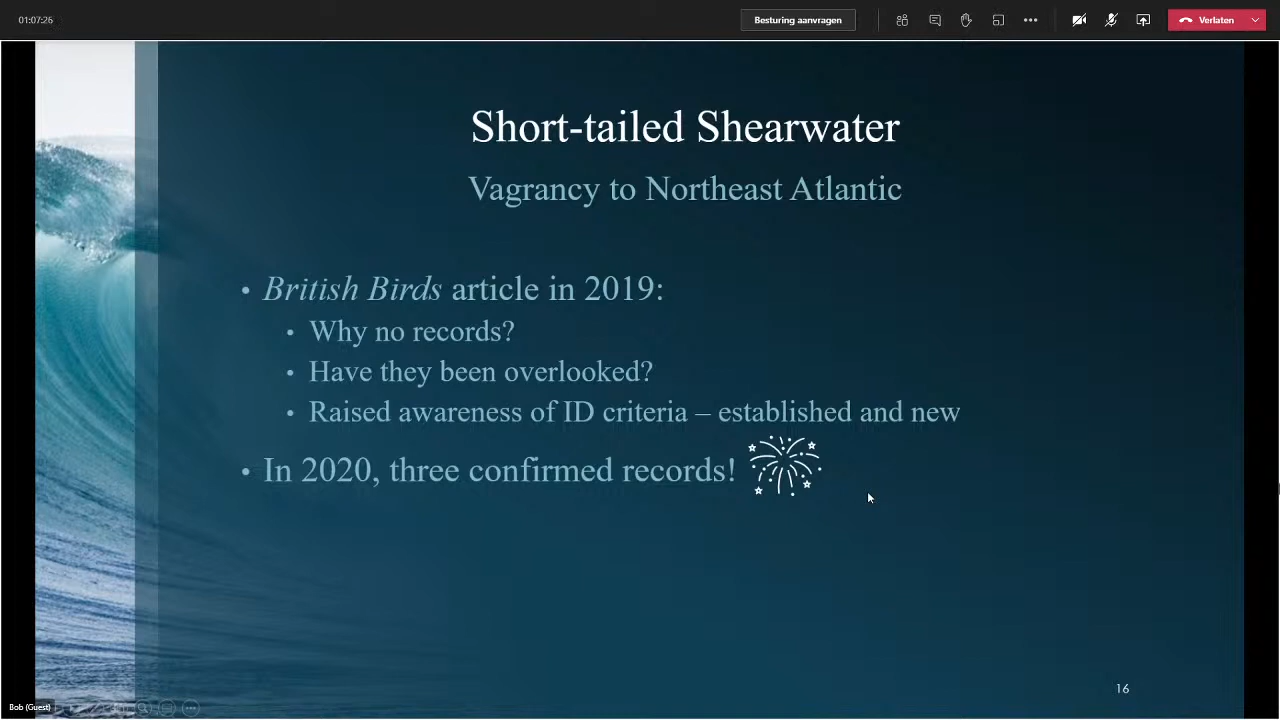 01:07:26
Besturing aanvragen
Verlaten
Short-tailed Shearwater
Vagrancy to Northeast Atlantic
• British Birds article in 2019:
• Why no records?
• Have they been overlooked?
• Raised awareness of ID criteria – established and new
• In 2020, three confirmed records!
16
Bob (Guest)